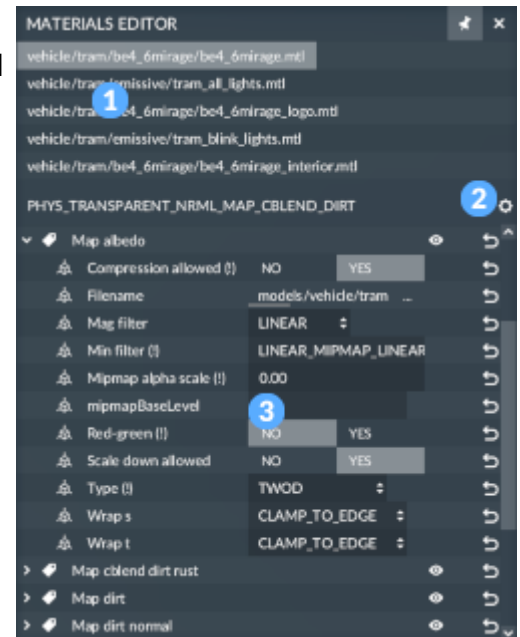 MATERIALS EDITOR
vehicle/tram/be4_6mirage/be4_6mirage.mtl
vehicle/tram/emissive/tram_all_lights.mtl
1
vehicle/tram/be4_6mirage/be4_6mirage_logo.mtl
vehicle/tram/emissive/tram_blink_lights.mtl
vehicle/tram/be4_6mirage/be4_6mirage_interior.mtl
PHYS_TRANSPARENT_NRML_MAP_CBLEND_DIRT 2
Map albedo
Compression allowed (!) NO YES
Filename models/vehicle/tram ...
Mag filter LINEAR
Min filter (!) LINEAR_MIPMAP_LINEAR
Mipmap alpha scale (!) 0.00
mipmapBaseLevel 3
Red-green (!) NO YES
Scale down allowed NO YES
Type (!) TWOD
Wrap s CLAMP_TO_EDGE
Wrap t CLAMP_TO_EDGE
Map cblend dirt rust
Map dirt
Map dirt normal